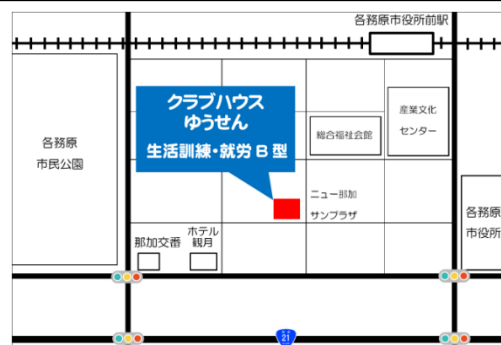 各務原市役所前駅
クラブハウス
ゆうせん
生活訓練・就労B型
産業文化
センター
総合福祉会館
各務原
市民公園
ニュー那加
サンプラザ
各務原
市役所
ホテル
観月
那加交番
21